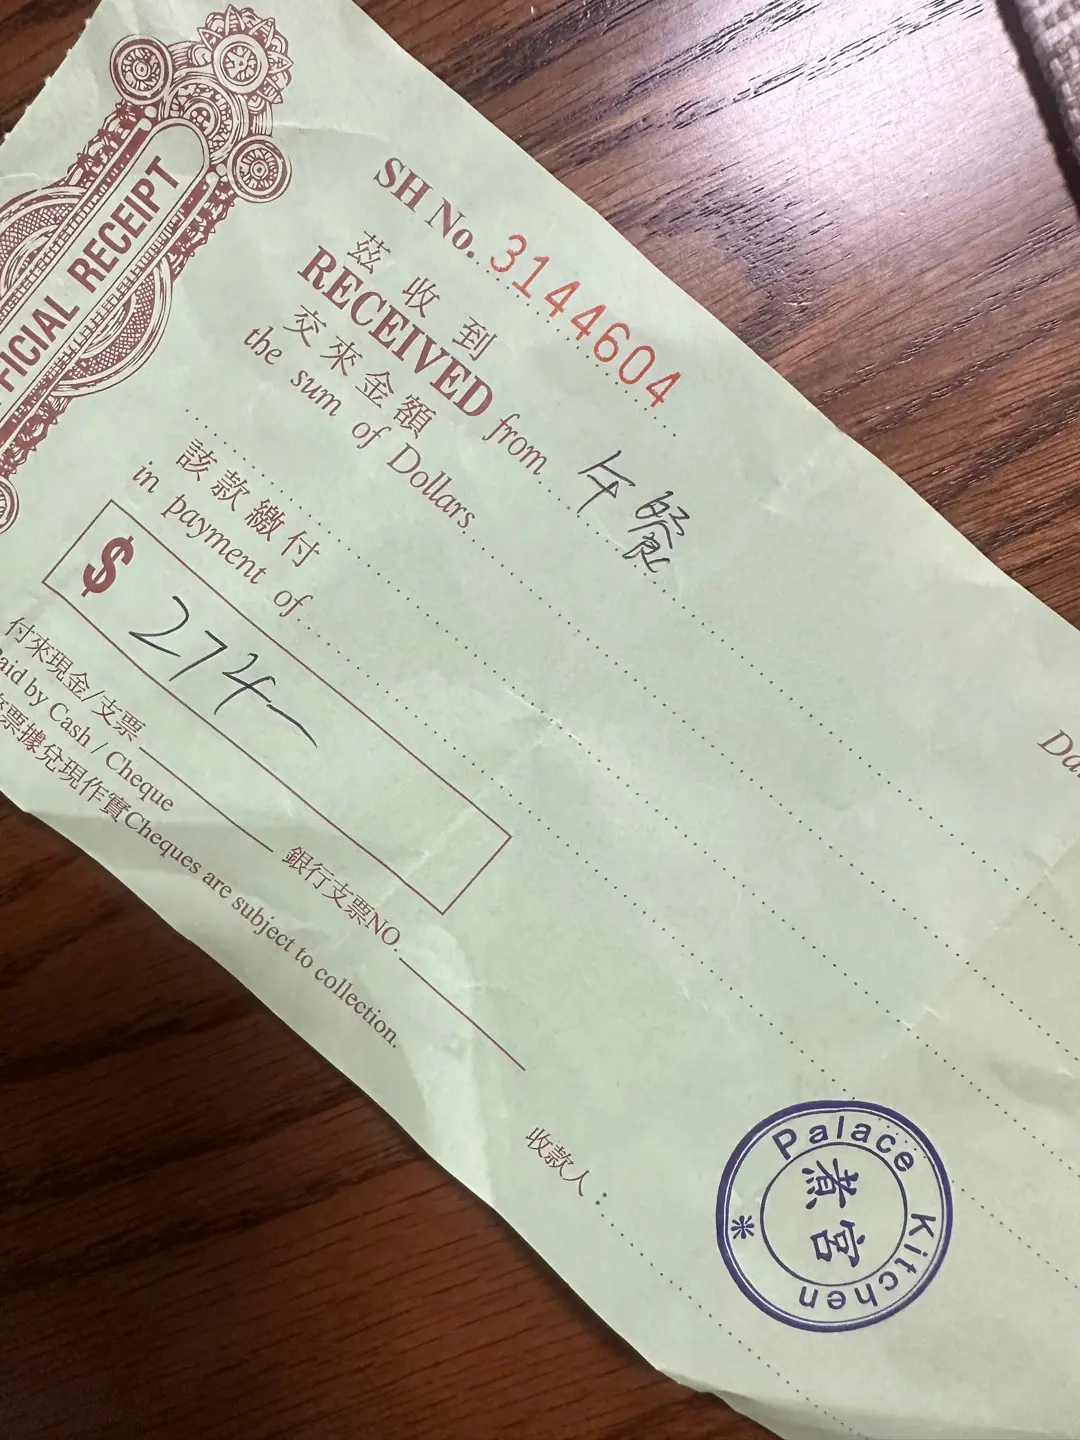 FFICIAL RECEIPT
SH No. 3144604
茲收到
RECEIVED from 午餐
交來金額
the sum of Dollars
該款繳付
in payment of
$ 274-
付來現金/支票
aid by Cash / Cheque
銀行支票NO.
票據兌現作實Cheques are subject to collection.
收款人：
Palace Kitchen
煮宮
*
Da